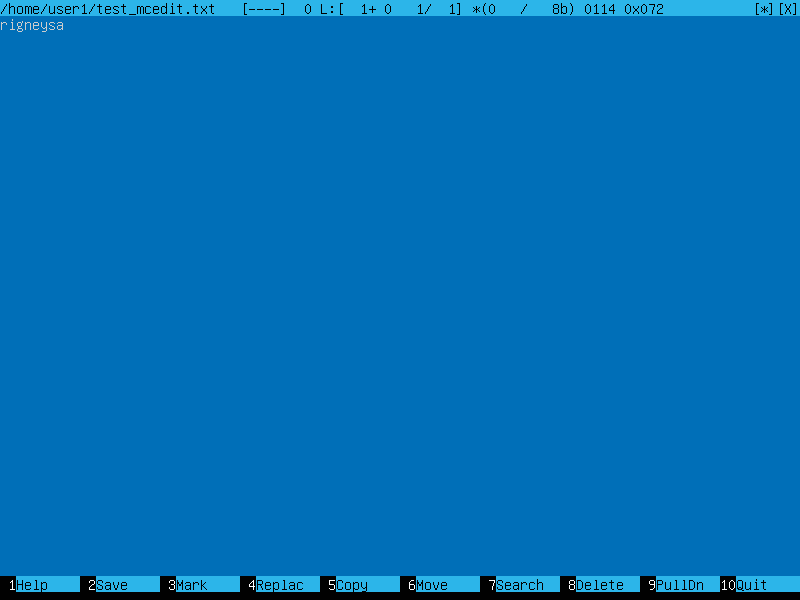 /home/user1/test_mcedit.txt   [----]  0 L:[  1+ 0   1/  1] *(0   /   8b) 0114 0x072           [*][X]
rigneysa
 1Help     2Save     3Mark     4Replac   5Copy     6Move     7Search   8Delete   9PullDn  10Quit